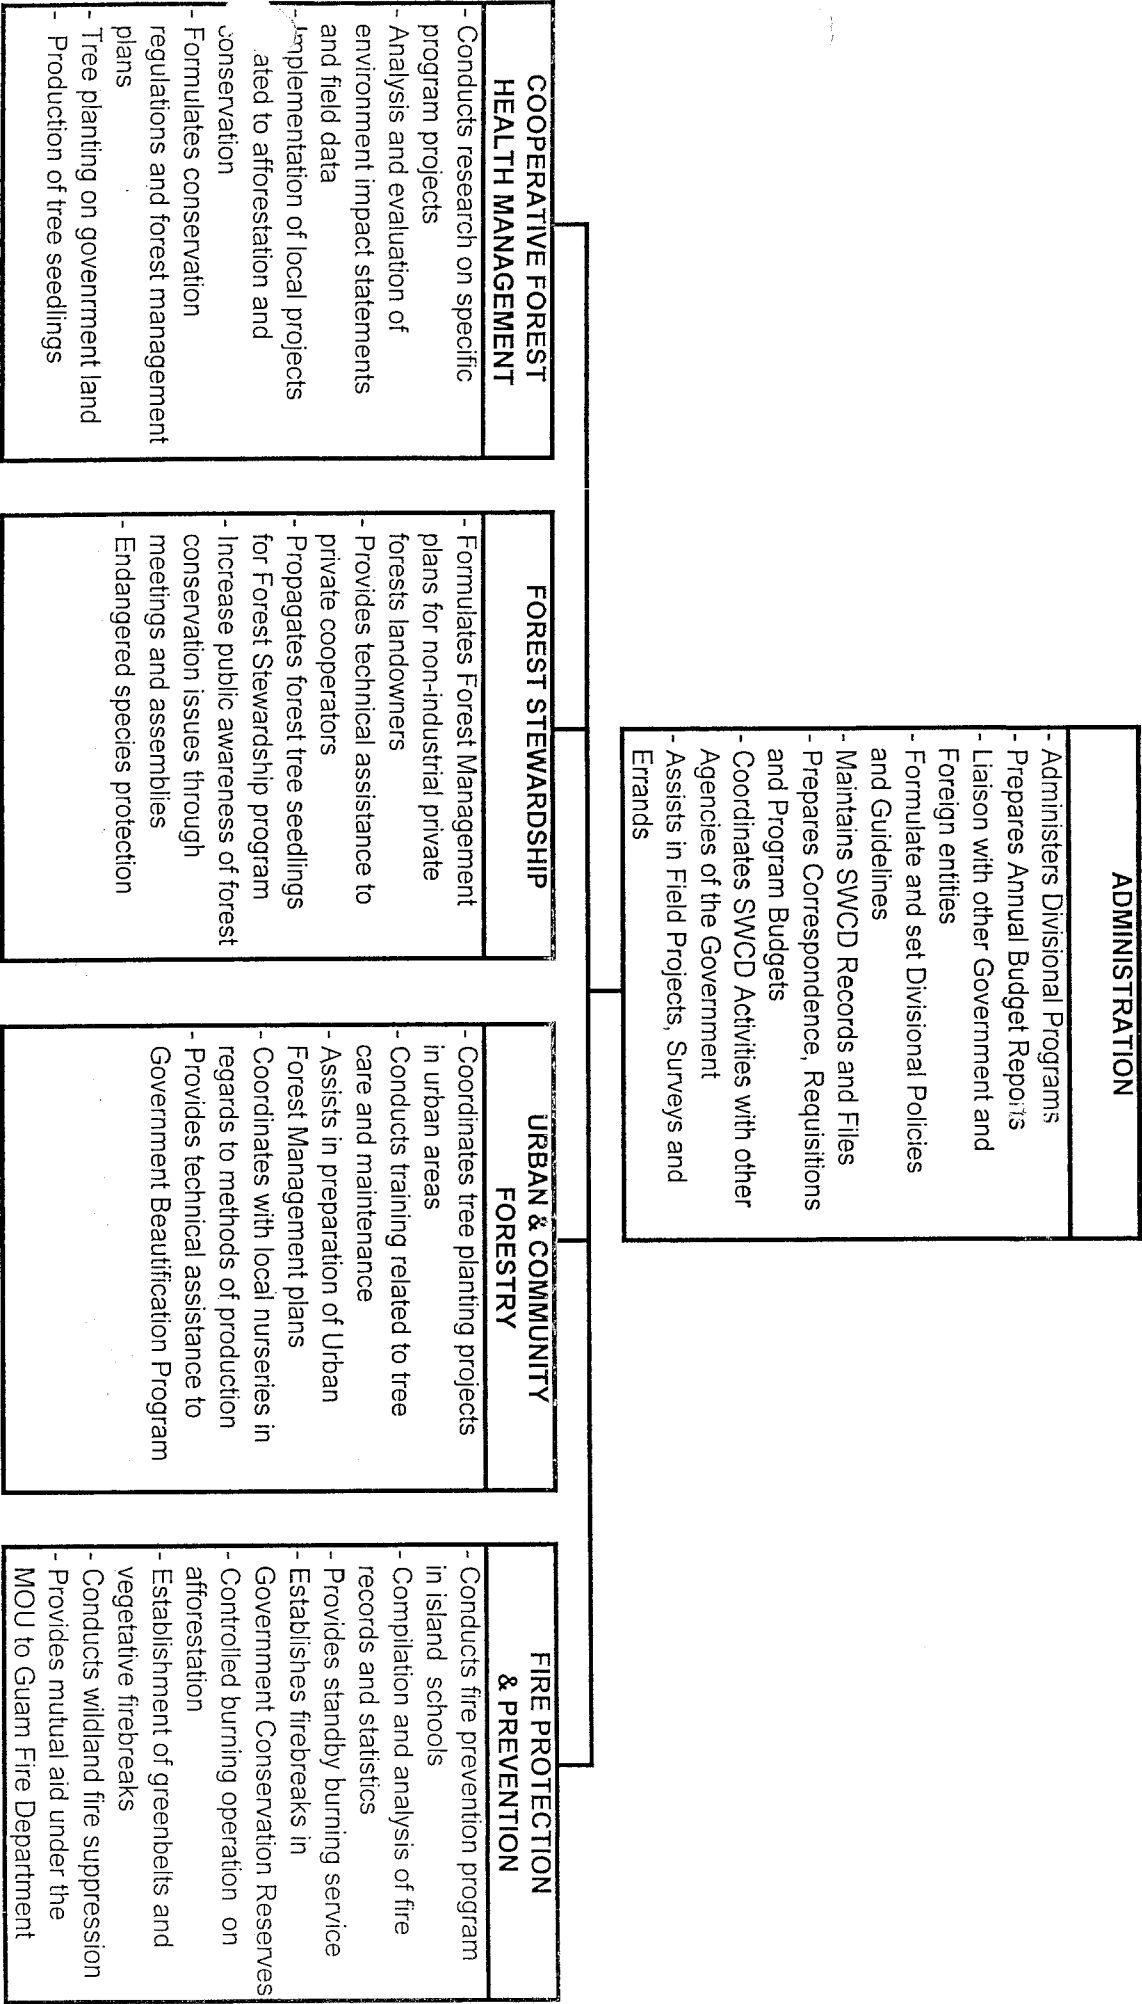 ADMINISTRATION
- Administers Divisional Programs
- Prepares Annual Budget Reports
- Liaison with other Government and
Foreign entities
- Formulate and set Divisional Policies
and Guidelines
- Maintains SWCD Records and Files
- Prepares Correspondence, Requisitions
and Program Budgets
- Coordinates SWCD Activities with other
Agencies of the Government
- Assists in Field Projects, Surveys and
Errands
COOPERATIVE FOREST
HEALTH MANAGEMENT
- Conducts research on specific
program projects
- Analysis and evaluation of
environment impact statements
and field data
- Implementation of local projects
ated to afforestation and
conservation
- Formulates conservation
regulations and forest management
plans
- Tree planting on govenrment land
- Production of tree seedlings
FOREST STEWARDSHIP
- Formulates Forest Management
plans for non-industrial private
forests landowners
- Provides technical assistance to
private cooperators
- Propagates forest tree seedlings
for Forest Stewardship program
- Increase public awareness of forest
conservation issues through
meetings and assemblies
- Endangered species protection
URBAN & COMMUNITY
FORESTRY
- Coordinates tree planting projects
in urban areas
- Conducts training related to tree
care and maintenance
- Assists in preparation of Urban
Forest Management plans
- Coordinates with local nurseries in
regards to methods of production
- Provides technical assistance to
Government Beautification Program
FIRE PROTECTION
& PREVENTION
- Conducts fire prevention program
in island schools
- Compilation and analysis of fire
records and statistics
- Provides standby burning service
- Establishes firebreaks in
Government Conservation Reserves
- Controlled burning operation on
afforestation
- Establishment of greenbelts and
vegetative firebreaks
- Conducts wildland fire suppression
- Provides mutual aid under the
MOU to Guam Fire Department